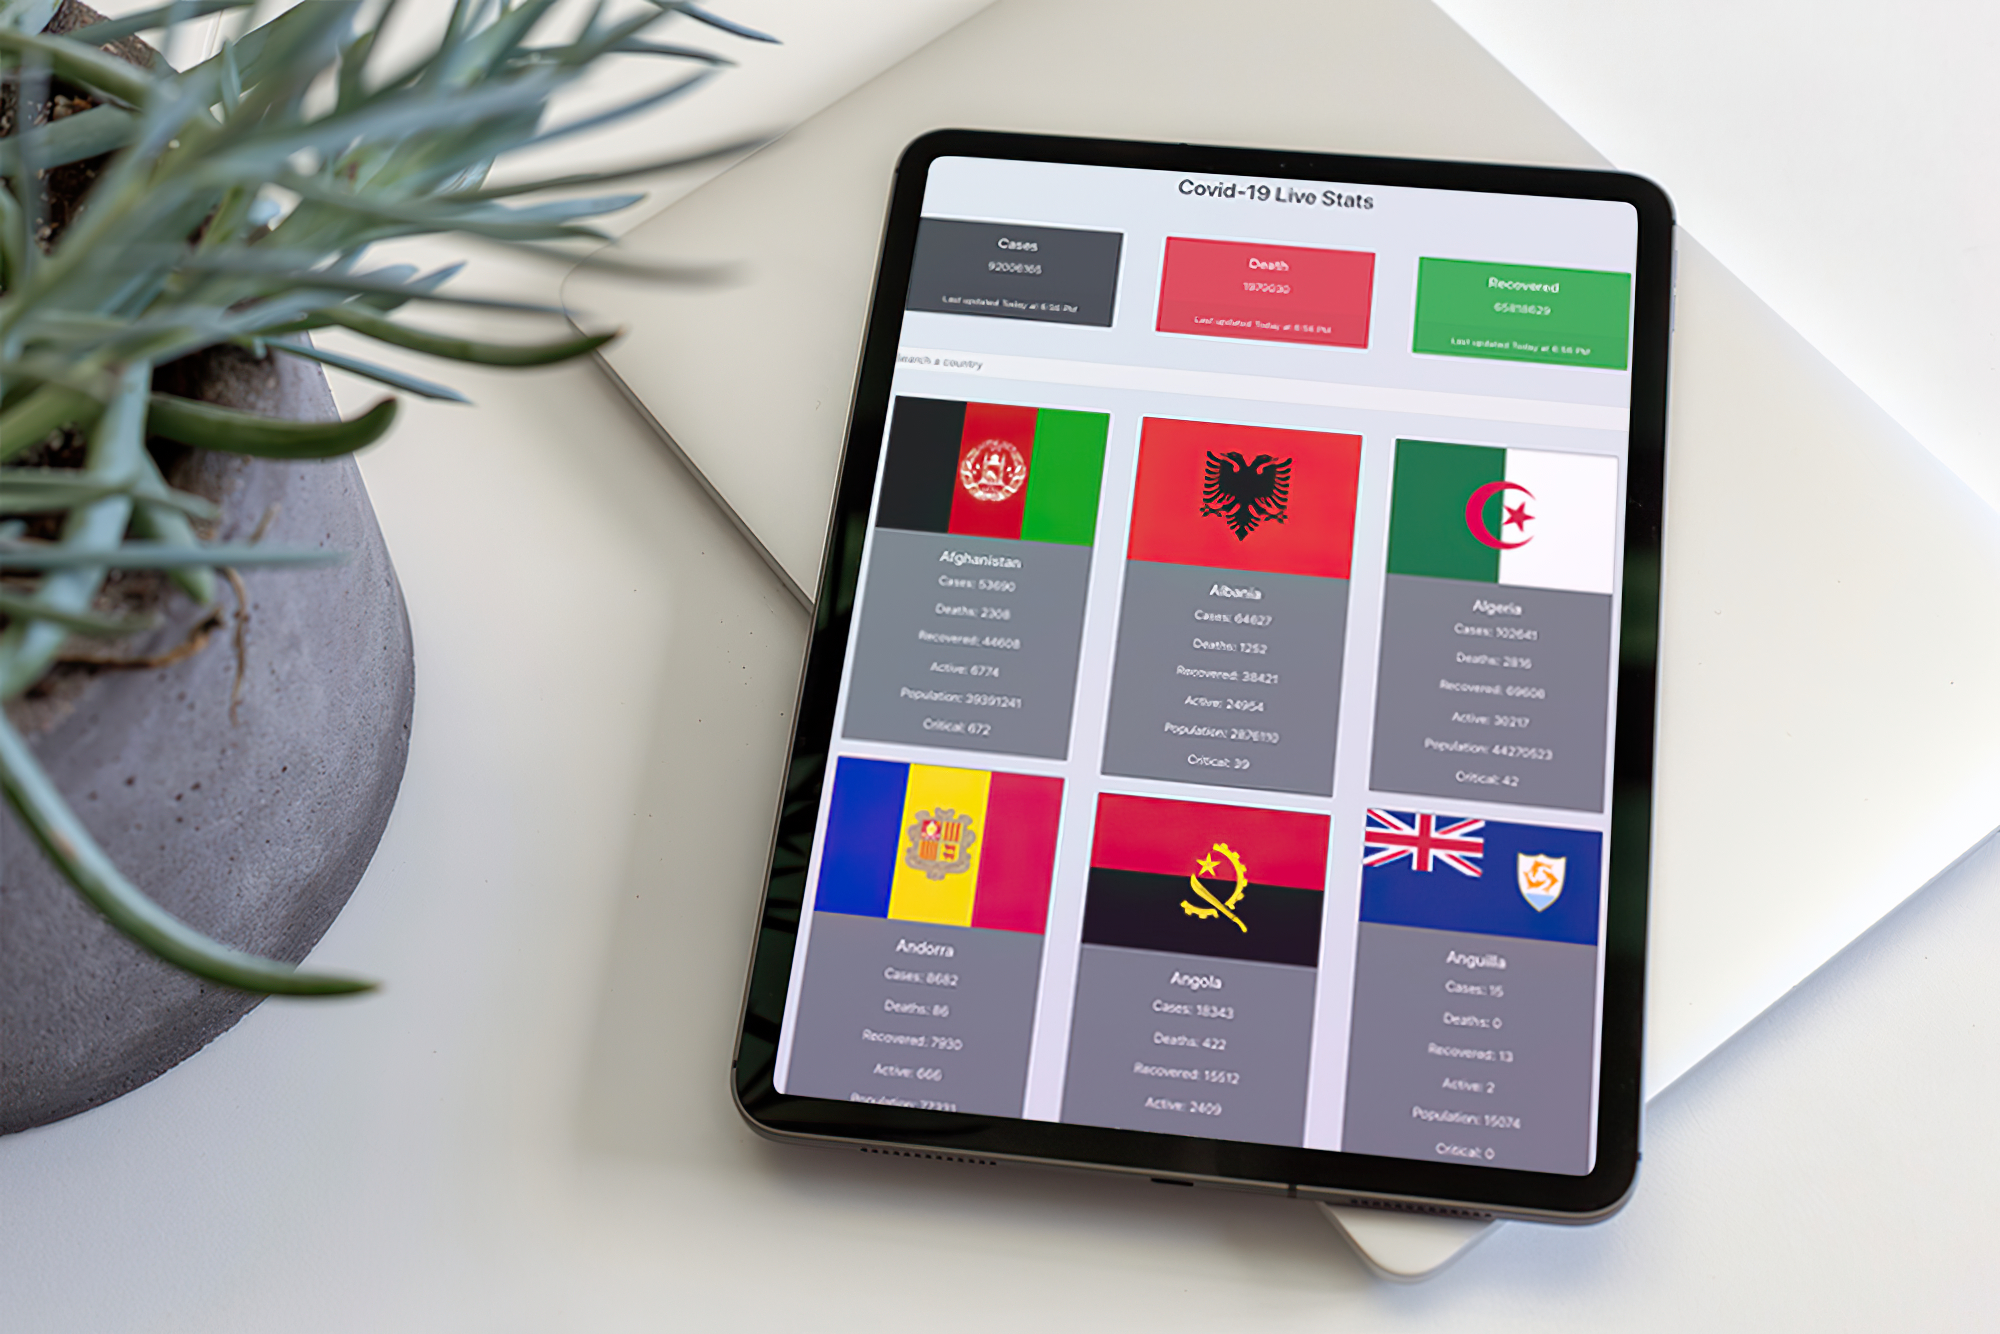 Covid-19 Live Stats
Cases
92006365
Last updated Today at 6:56 PM
Death
1970030
Last updated Today at 6:56 PM
Recovered
65818629
Last updated Today at 6:56 PM
Search a country
Afghanistan
Cases: 53690
Deaths: 2308
Recovered: 44608
Active: 6774
Population: 39391241
Critical: 672
Albania
Cases: 64627
Deaths: 1252
Recovered: 38421
Active: 24954
Population: 2876110
Critical: 39
Algeria
Cases: 102641
Deaths: 2816
Recovered: 69608
Active: 30217
Population: 44270523
Critical: 42
Andorra
Cases: 8682
Deaths: 86
Recovered: 7930
Active: 666
Population: 77331
Angola
Cases: 18343
Deaths: 422
Recovered: 15512
Active: 2409
Anguilla
Cases: 15
Deaths: 0
Recovered: 13
Active: 2
Population: 15074
Critical: 0